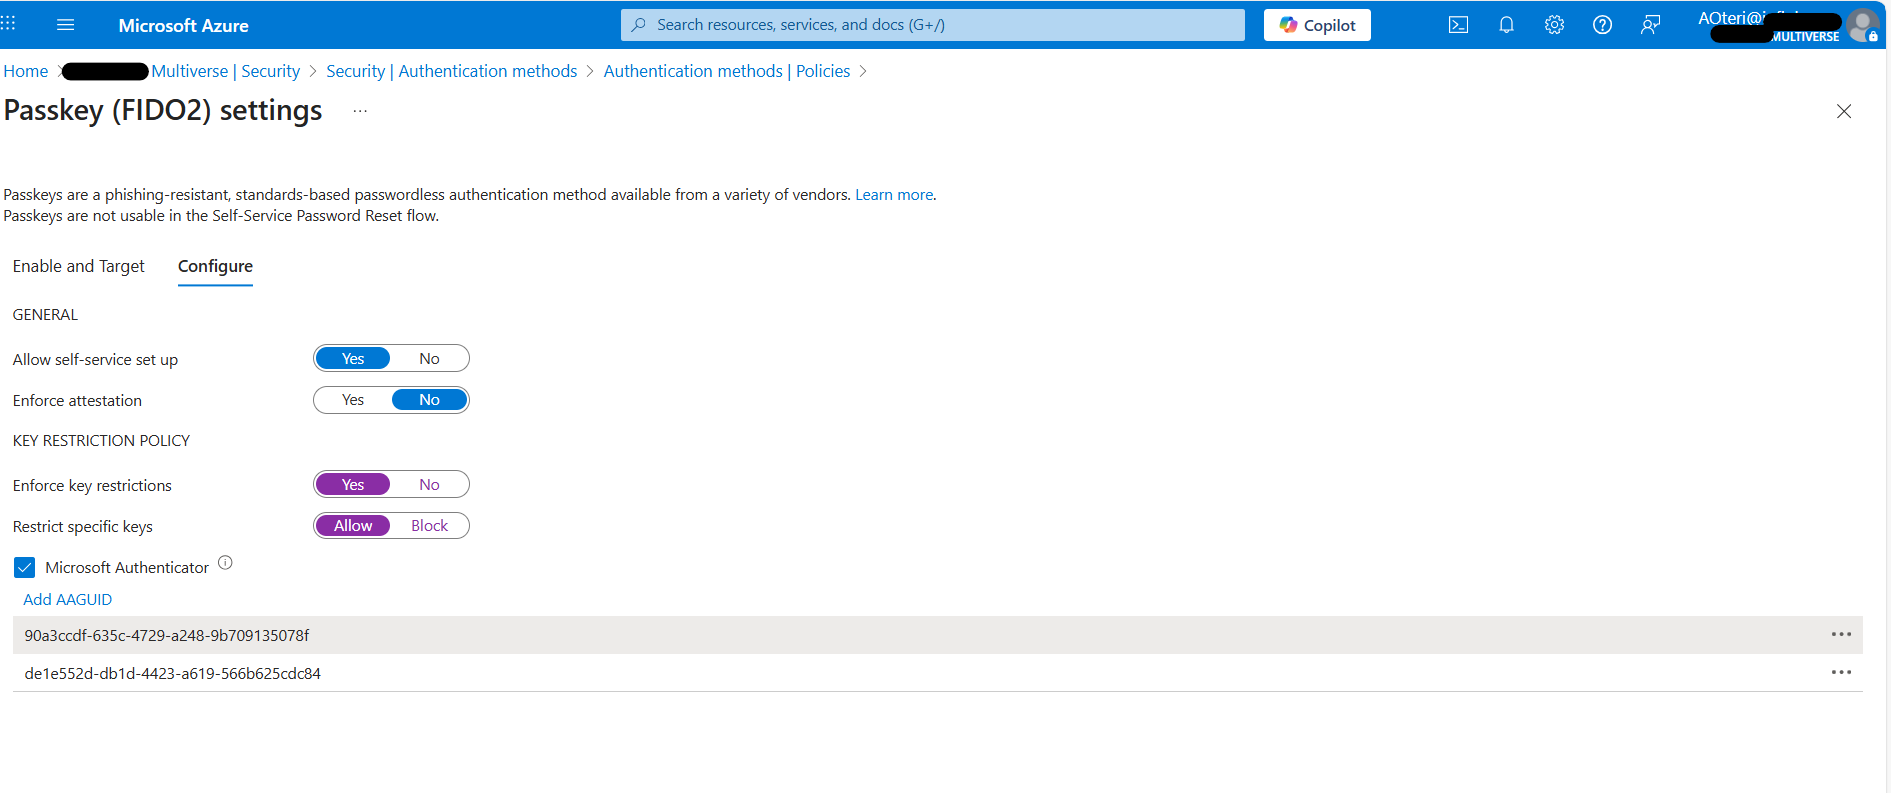 Microsoft Azure
Search resources, services, and docs (G+/)
Copilot
AOteri@
MULTIVERSE
Home > Multiverse | Security > Security | Authentication methods > Authentication methods | Policies >
Passkey (FIDO2) settings ...
Passkeys are a phishing-resistant, standards-based passwordless authentication method available from a variety of vendors. Learn more.
Passkeys are not usable in the Self-Service Password Reset flow.
Enable and Target Configure
GENERAL
Allow self-service set up Yes No
Enforce attestation Yes No
KEY RESTRICTION POLICY
Enforce key restrictions Yes No
Restrict specific keys Allow Block
Microsoft Authenticator
Add AAGUID
90a3ccdf-635c-4729-a248-9b709135078f
de1e552d-db1d-4423-a619-566b625cdc84